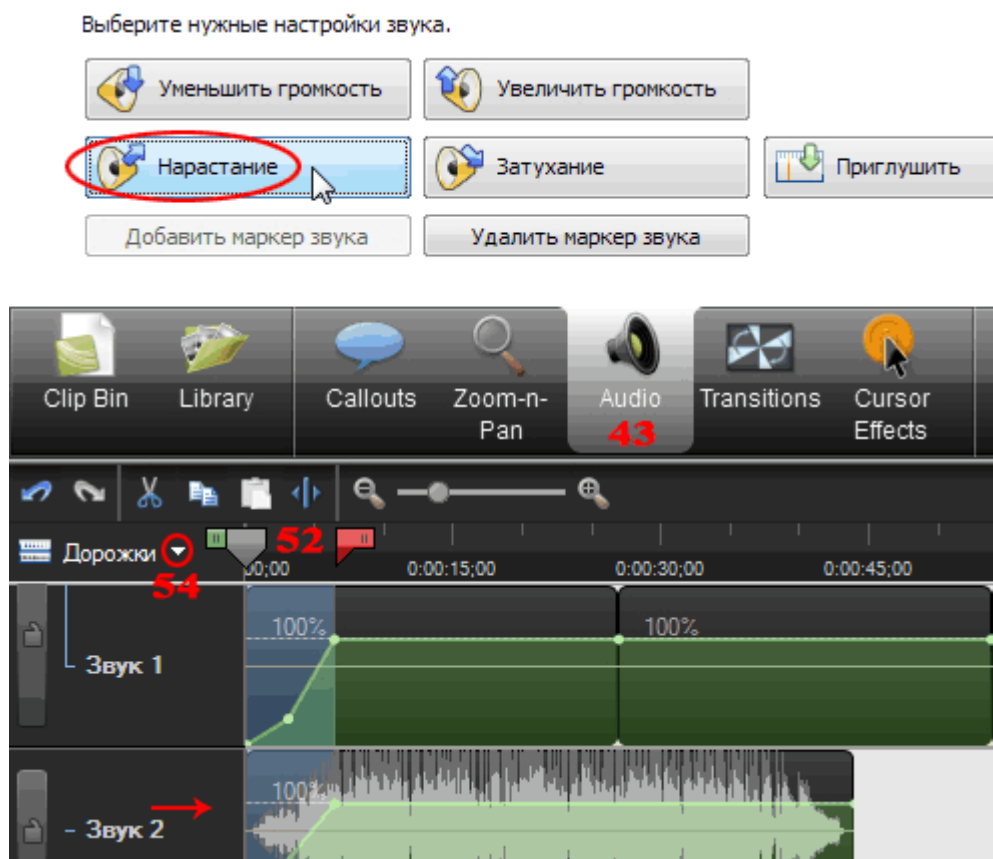 Выберите нужные настройки звука.
Уменьшить громкость Увеличить громкость
Нарастание Затухание Приглушить
Добавить маркер звука Удалить маркер звука
Clip Bin Library Callouts Zoom-n-Pan Audio Transitions Cursor Effects
43
52
Дорожки
54
00;00 0:00:15;00 0:00:30;00 0:00:45;00
100% 100%
Звук 1
100%
Звук 2